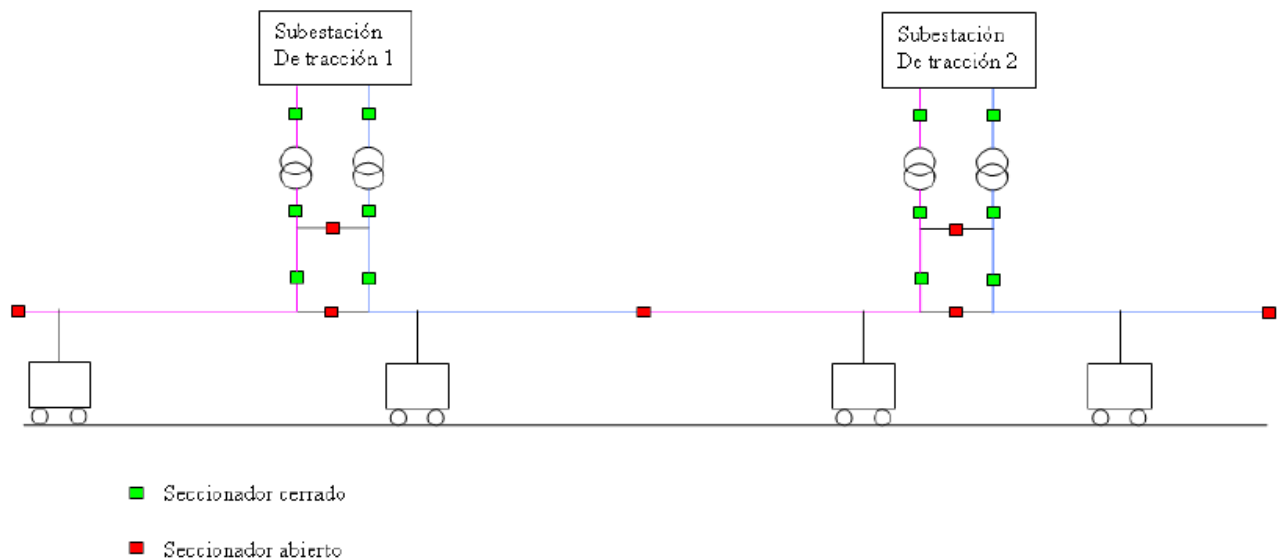 Subestación
De tracción 1
Subestación
De tracción 2
Seccionador cerrado
Seccionador abierto